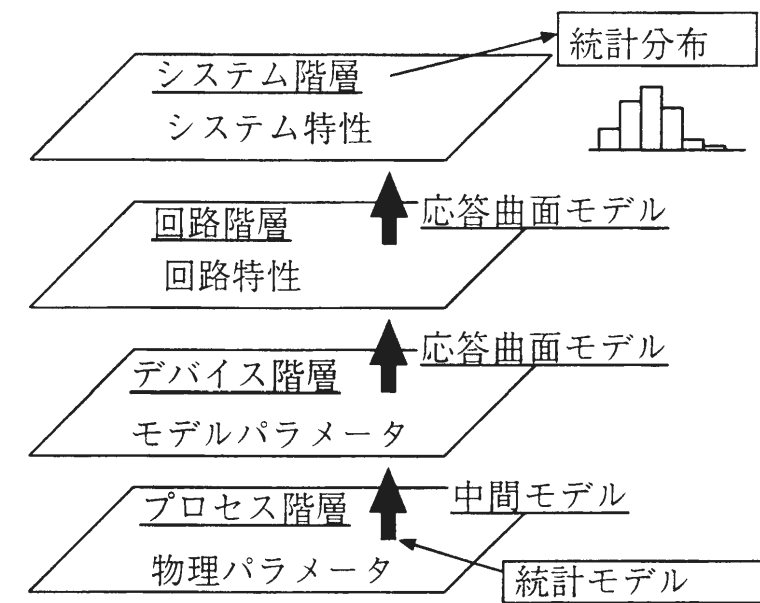 統計分布
システム階層
システム特性
応答曲面モデル
回路階層
回路特性
応答曲面モデル
デバイス階層
モデルパラメータ
中間モデル
プロセス階層
物理パラメータ
統計モデル